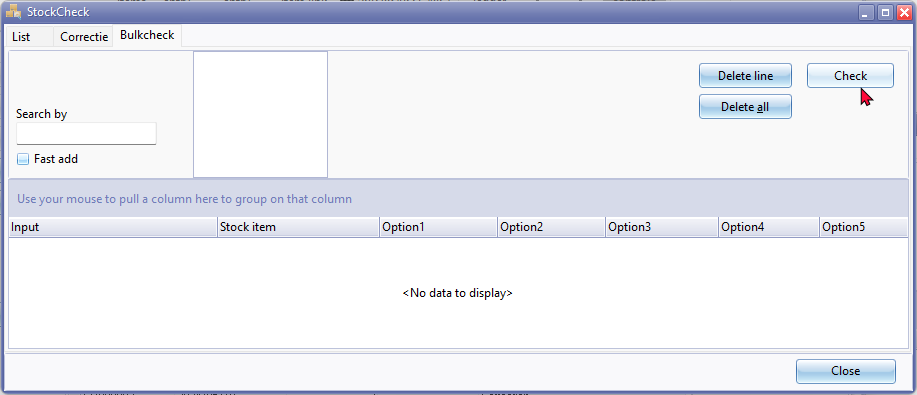 StockCheck
List Correctie Bulkcheck
Delete line Check
Delete all
Search by
Fast add
Use your mouse to pull a column here to group on that column
Input Stock item Option1 Option2 Option3 Option4 Option5
<No data to display>
Close